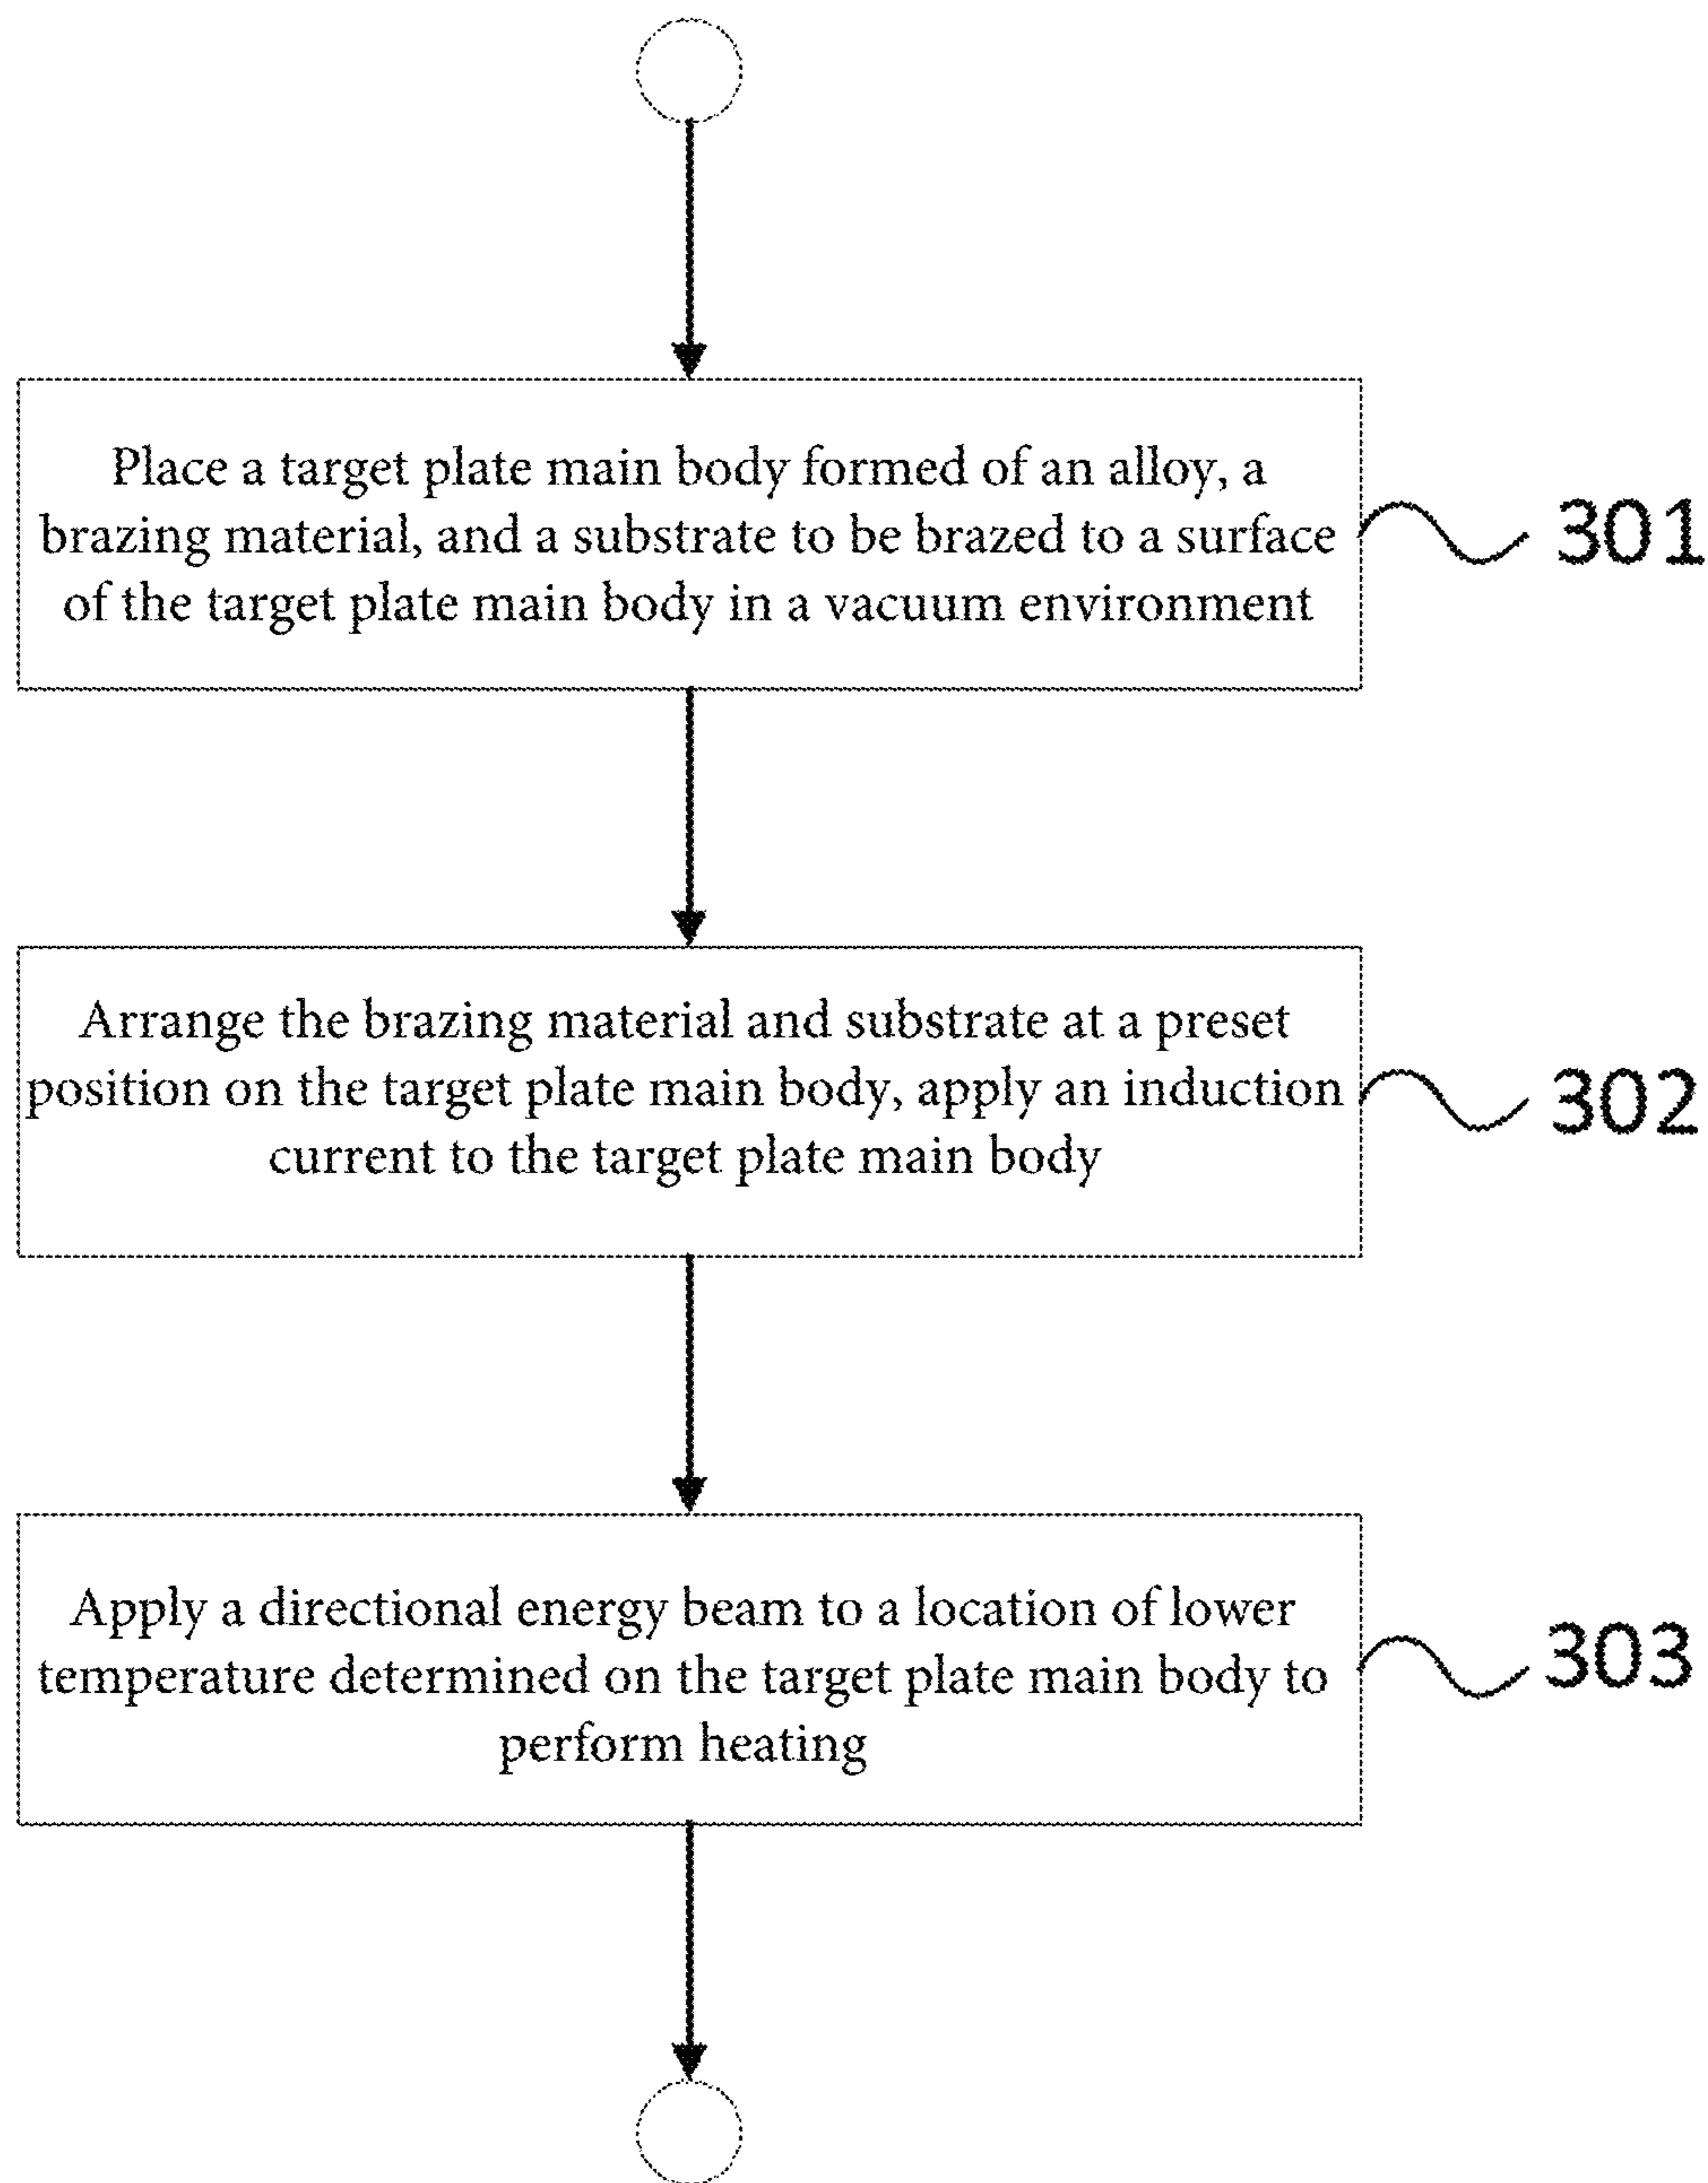 Place a target plate main body formed of an alloy, a
brazing material, and a substrate to be brazed to a surface
of the target plate main body in a vacuum environment
301
Arrange the brazing material and substrate at a preset
position on the target plate main body, apply an induction
current to the target plate main body
302
Apply a directional energy beam to a location of lower
temperature determined on the target plate main body to
perform heating
303